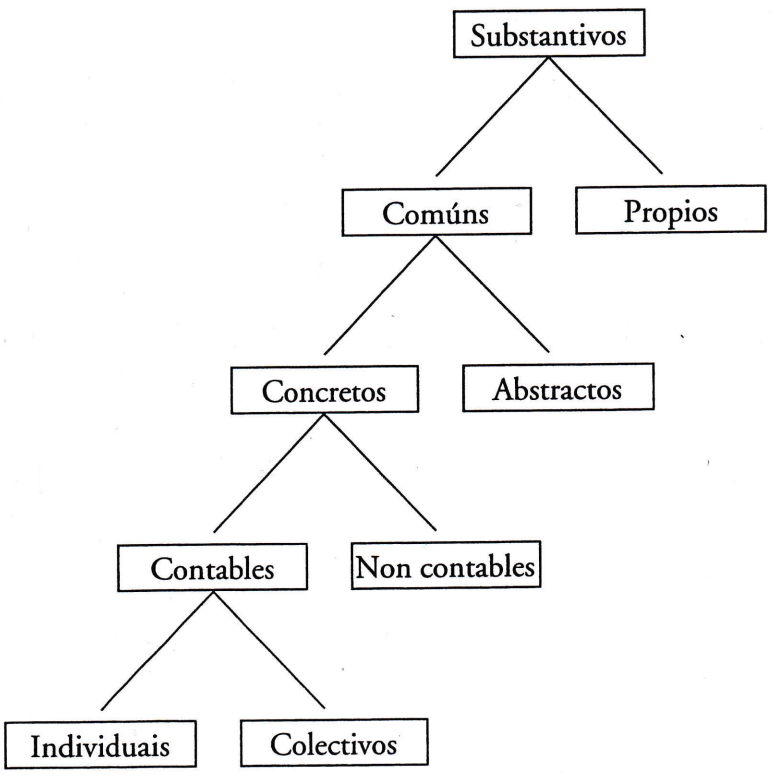 Substantivos
Comúns
Propios
Concretos
Abstractos
Contables
Non contables
Individuais
Colectivos